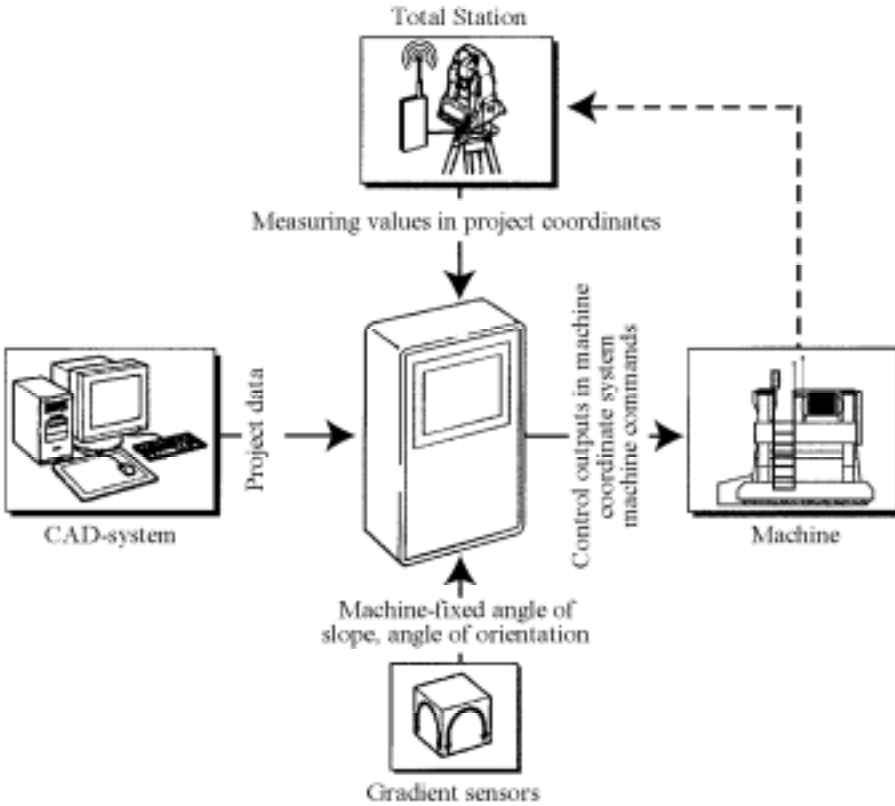 Total Station
Measuring values in project coordinates
Project data
Control outputs in machine
coordinate system
machine commands
CAD-system
Machine
Machine-fixed angle of
slope, angle of orientation
Gradient sensors